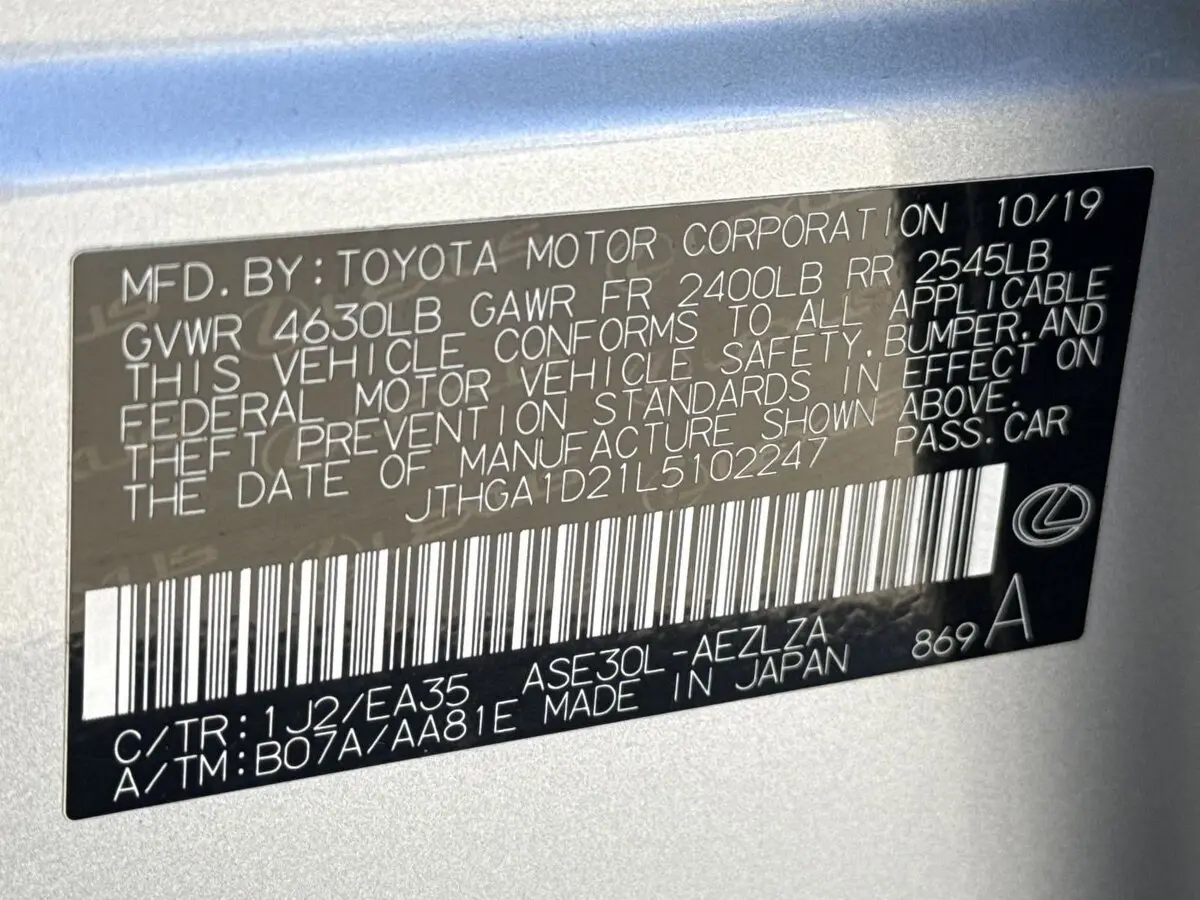 MFD. BY: TOYOTA MOTOR CORPORATION 10/19
GVWR 4630LB GAWR FR 2400LB RR 2545LB
THIS VEHICLE CONFORMS TO ALL APPLICABLE
FEDERAL MOTOR VEHICLE SAFETY, BUMPER, AND
THEFT PREVENTION STANDARDS IN EFFECT ON
THE DATE OF MANUFACTURE SHOWN ABOVE.
JTHGA1D21L5102247 PASS. CAR
C/TR: 1J2/EA35 ASE30L-AEZLZA 869 A
A/TM: B07A/AA81E MADE IN JAPAN